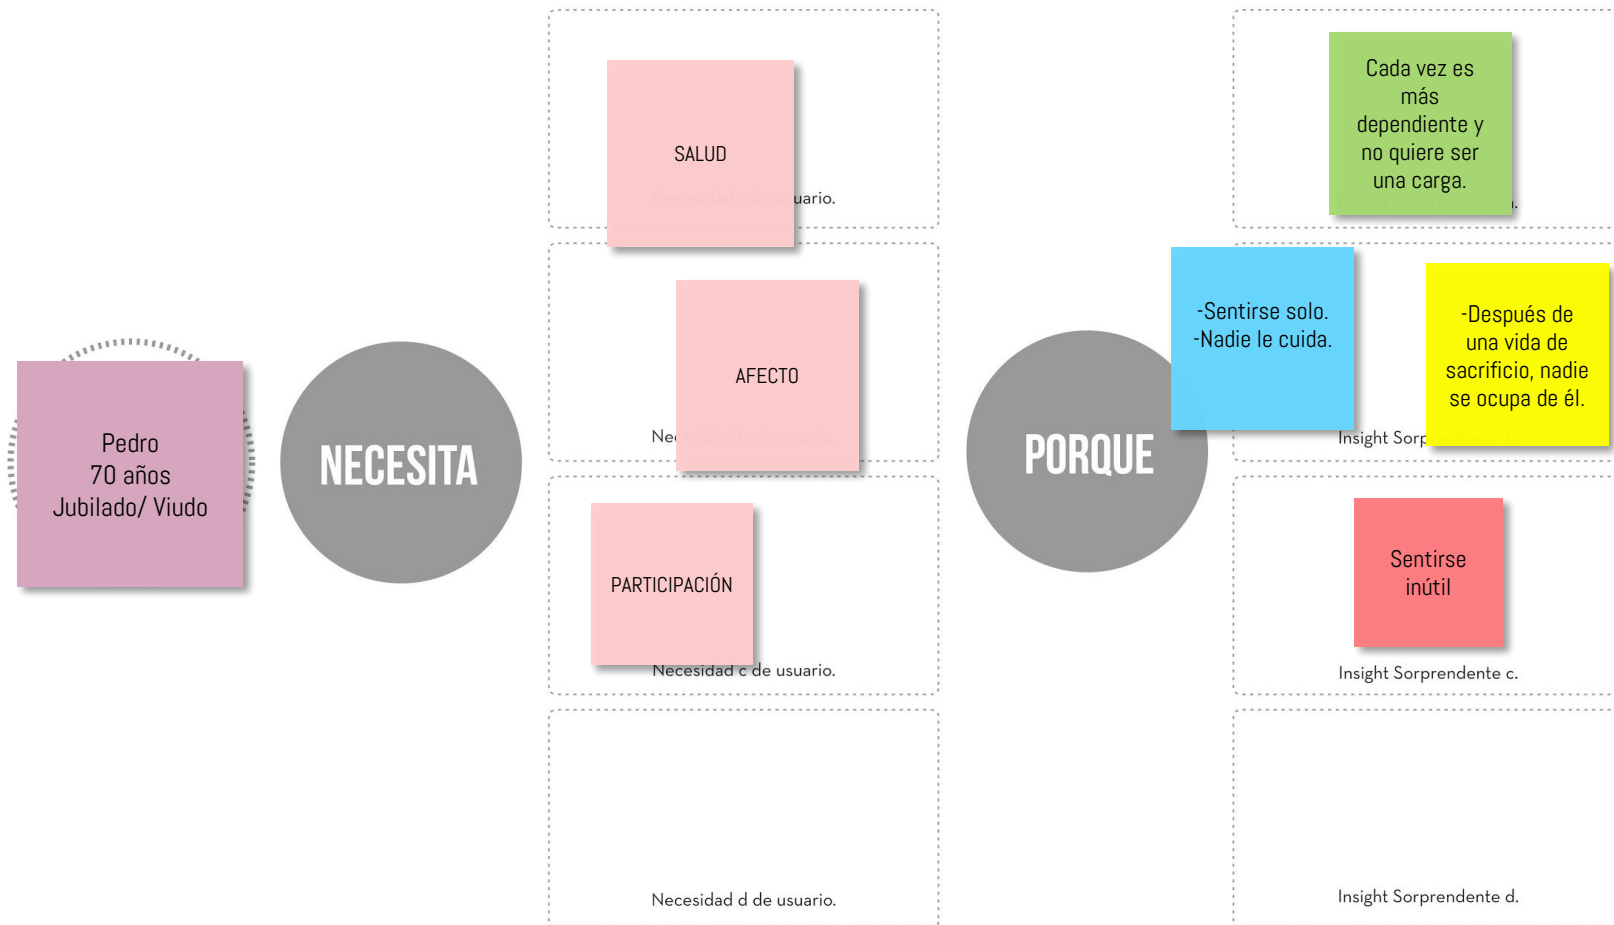 Pedro
70 años
Jubilado/ Viudo
NECESITA
SALUD
uario.
AFECTO
PARTICIPACIÓN
Necesidad c de usuario.
Necesidad d de usuario.
PORQUE
Cada vez es
más
dependiente y
no quiere ser
una carga.
-Sentirse solo.
-Nadie le cuida.
-Después de
una vida de
sacrificio, nadie
se ocupa de él.
Insight
Sentirse
inútil
Insight Sorprendente c.
Insight Sorprendente d.